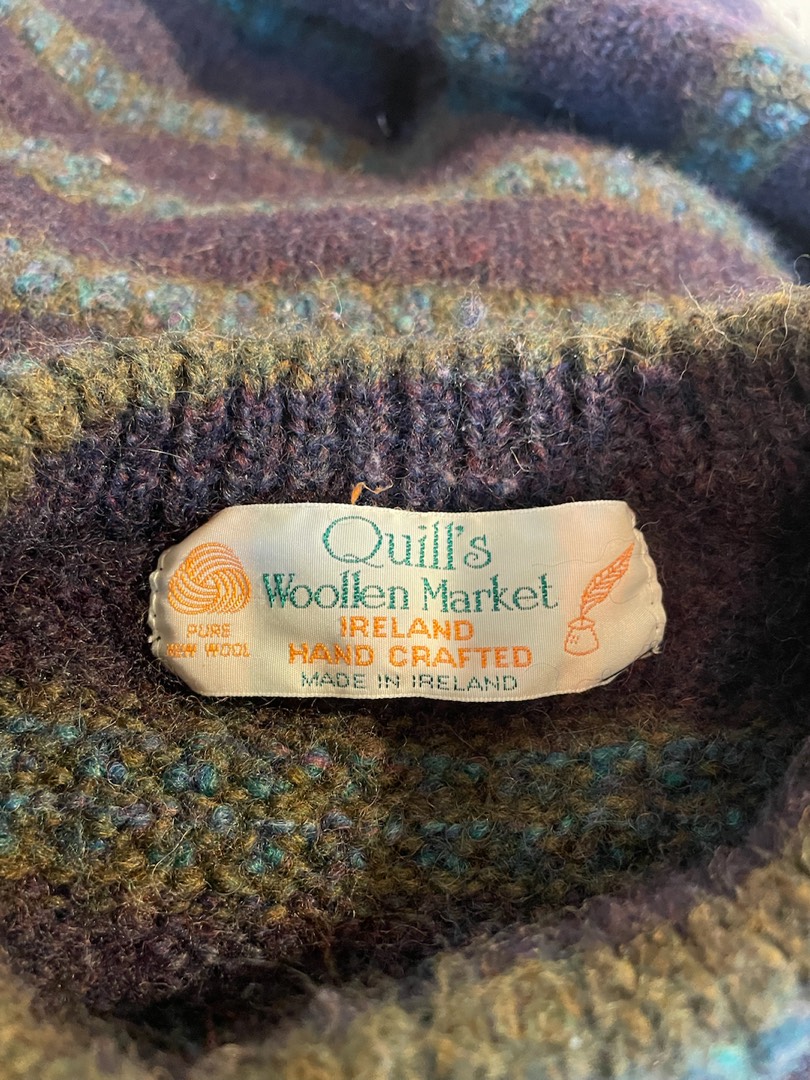 Quill's
Woollen Market
IRELAND
HAND CRAFTED
MADE IN IRELAND
PURE
NEW WOOL